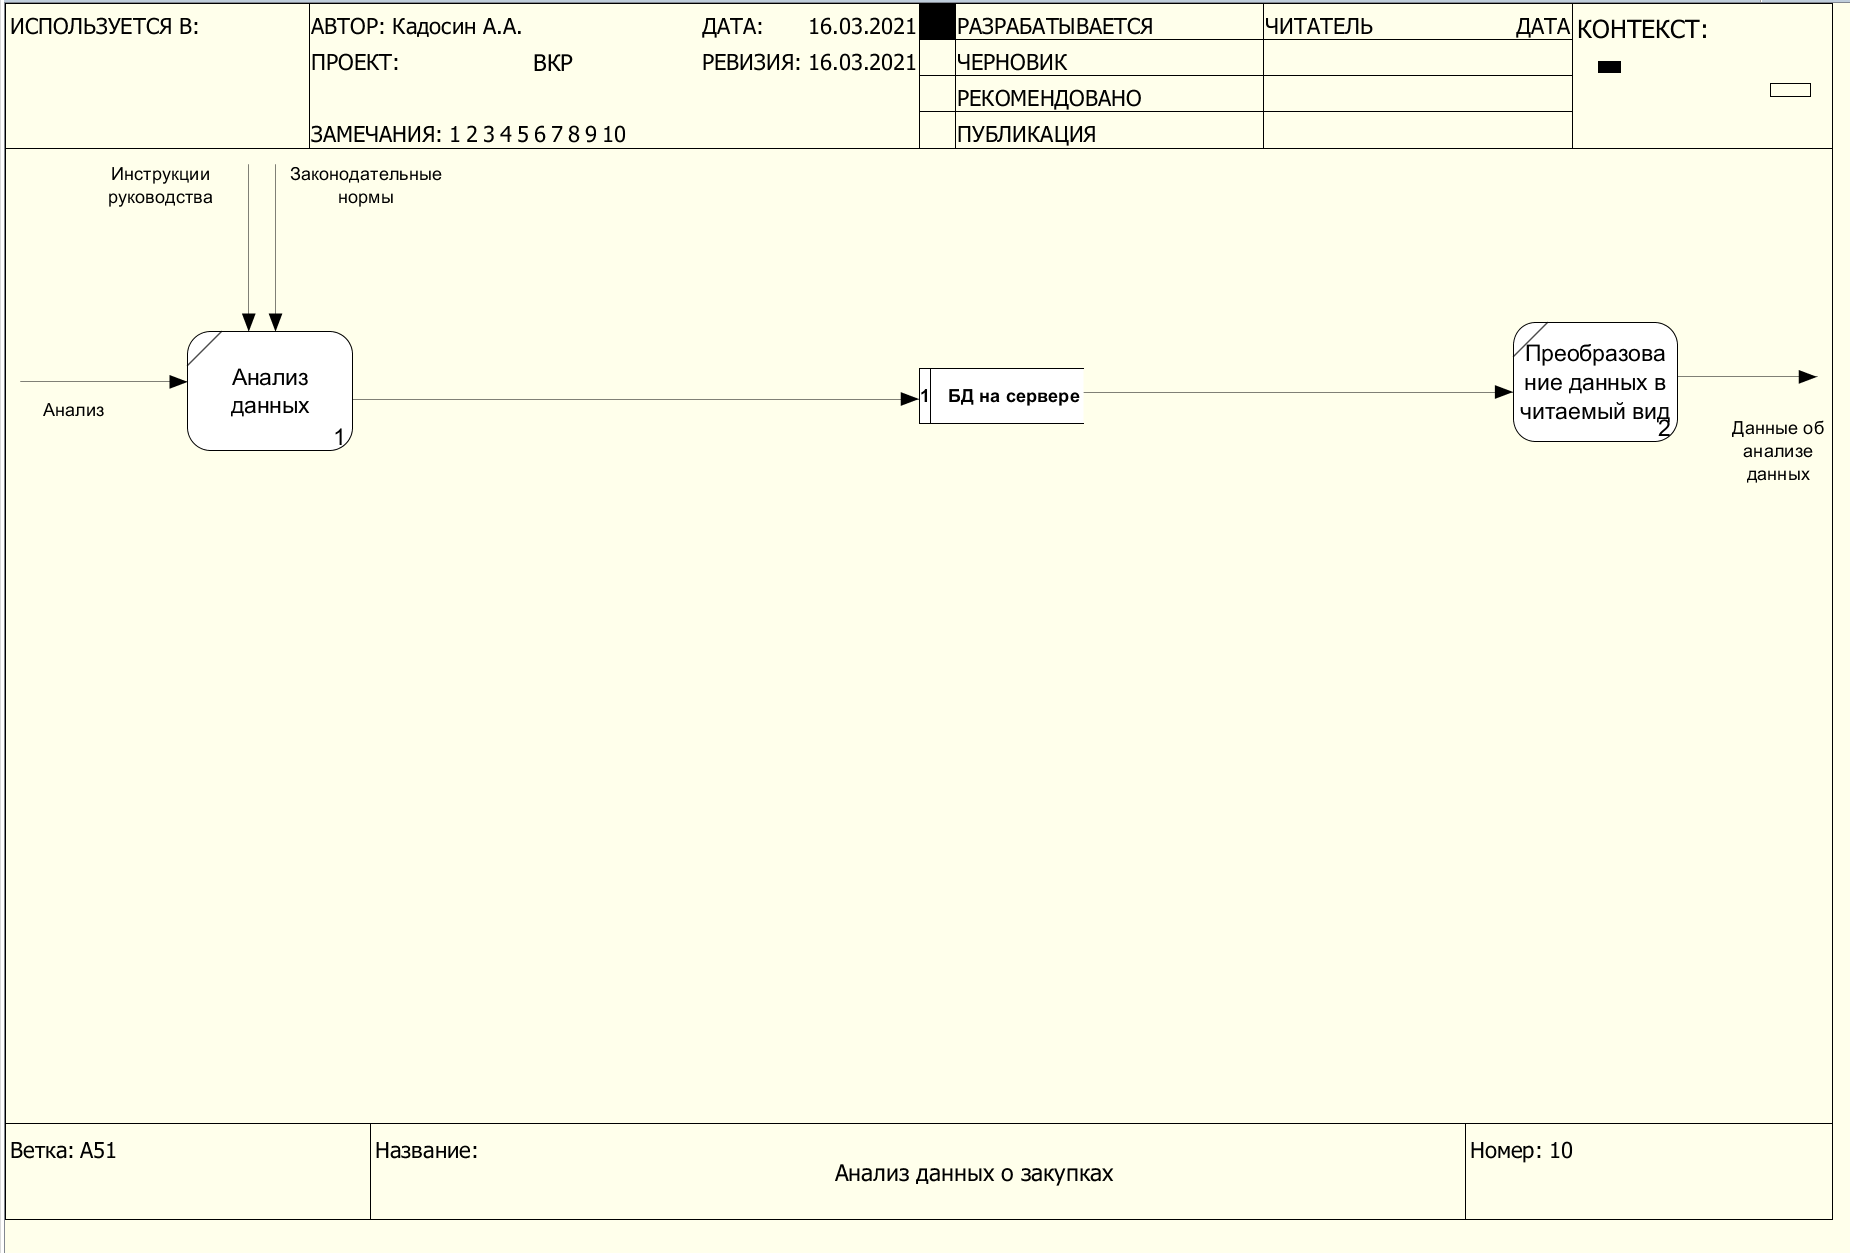 ИСПОЛЬЗУЕТСЯ В:
АВТОР: Кадосин А.А.
ДАТА: 16.03.2021
ПРОЕКТ: ВКР
РЕВИЗИЯ: 16.03.2021
ЗАМЕЧАНИЯ: 1 2 3 4 5 6 7 8 9 10
РАЗРАБАТЫВАЕТСЯ
ЧЕРНОВИК
РЕКОМЕНДОВАНО
ПУБЛИКАЦИЯ
ЧИТАТЕЛЬ ДАТА
КОНТЕКСТ:
Инструкции
руководства
Законодательные
нормы
Анализ
Анализ
данных
1
1 БД на сервере
Преобразова
ние данных в
читаемый вид
2
Данные об
анализе
данных
Ветка: A51
Название:
Анализ данных о закупках
Номер: 10